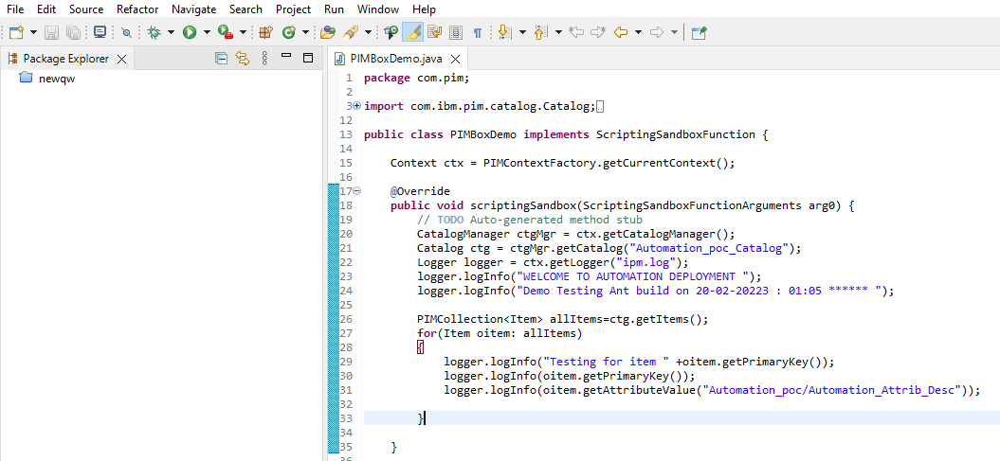 File Edit Source Refactor Navigate Search Project Run Window Help
Package Explorer
newqw
PIMBoxDemo.java
1 package com.pim;
2
3 import com.ibm.pim.catalog.Catalog;
12
13 public class PIMBoxDemo implements ScriptingSandboxFunction {
14
15 Context ctx = PIMContextFactory.getCurrentContext();
16
17 @Override
18 public void scriptingSandbox(ScriptingSandboxFunctionArguments arg0) {
19 // TODO Auto-generated method stub
20 CatalogManager ctgMgr = ctx.getCatalogManager();
21 Catalog ctg = ctgMgr.getCatalog("Automation_poc_Catalog");
22 Logger logger = ctx.getLogger("ipm.log");
23 logger.logInfo("WELCOME TO AUTOMATION DEPLOYMENT ");
24 logger.logInfo("Demo Testing Ant build on 20-02-20223 : 01:05 ****** ");
25
26 PIMCollection<Item> allItems=ctg.getItems();
27 for(Item oitem: allItems)
28 {
29 logger.logInfo("Testing for item " +oitem.getPrimaryKey());
30 logger.logInfo(oitem.getPrimaryKey());
31 logger.logInfo(oitem.getAttributeValue("Automation_poc/Automation_Attrib_Desc"));
32
33 }
34
35 }
36